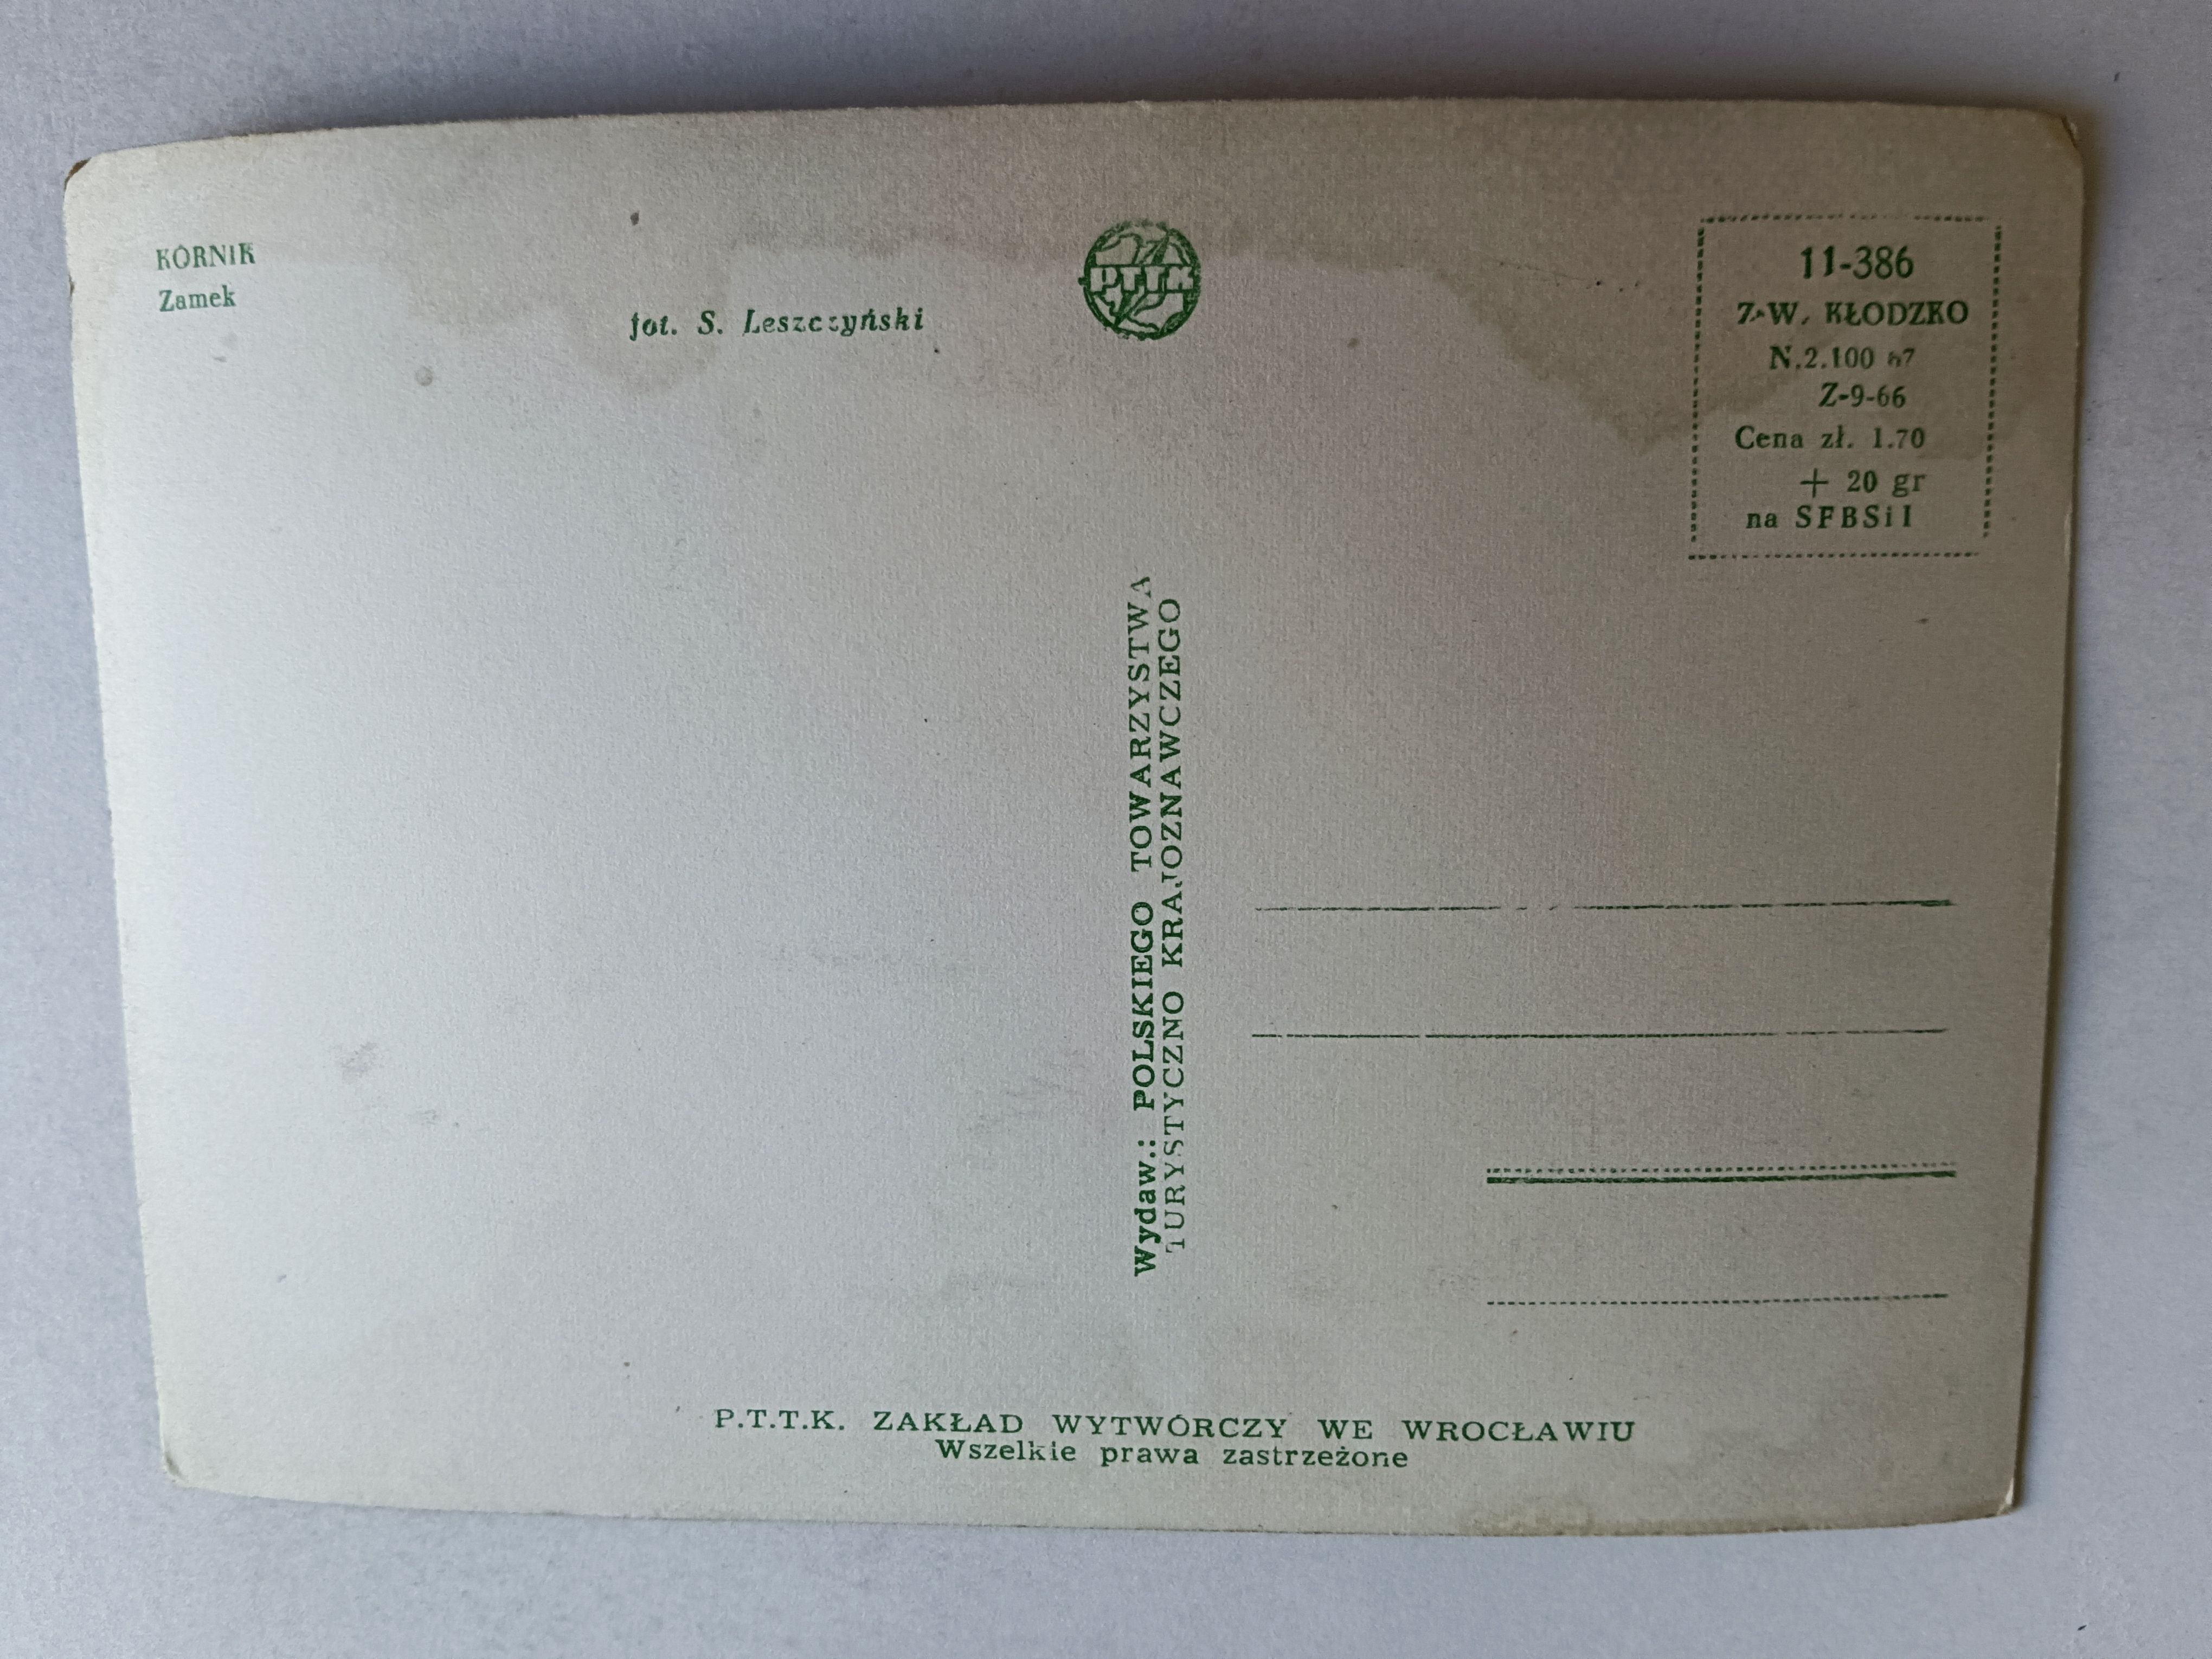 KÓRNIK
Zamek
fot. S. Leszczyński
PTTK
11-386
Z.W. KŁODZKO
N.2.100 67
Z-9-66
Cena zł. 1.70
+ 20 gr
na SFBSiI
Wydaw.: POLSKIEGO TOWARZYSTWA
TURYSTYCZNO KRAJOZNAWCZEGO
P.T.T.K. ZAKŁAD WYTWÓRCZY WE WROCŁAWIU
Wszelkie prawa zastrzeżone